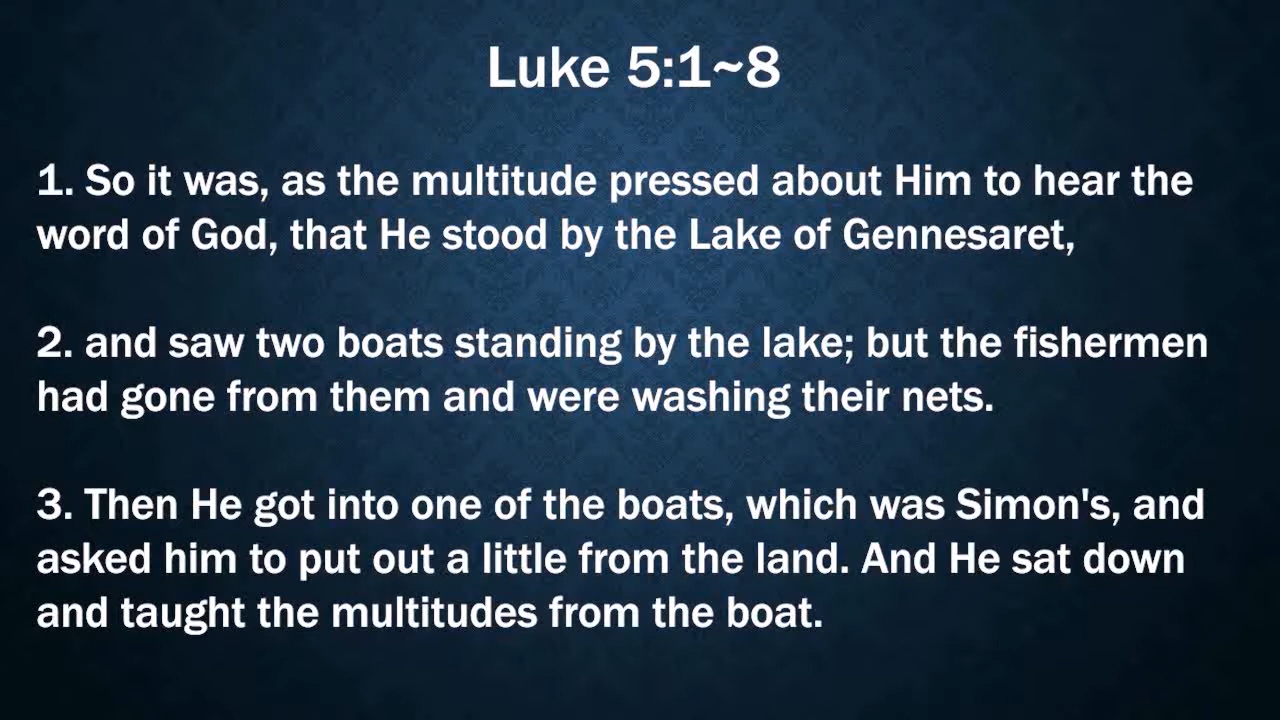 Luke 5:1~8
1. So it was, as the multitude pressed about Him to hear the
word of God, that He stood by the Lake of Gennesaret,
2. and saw two boats standing by the lake; but the fishermen
had gone from them and were washing their nets.
3. Then He got into one of the boats, which was Simon's, and
asked him to put out a little from the land. And He sat down
and taught the multitudes from the boat.